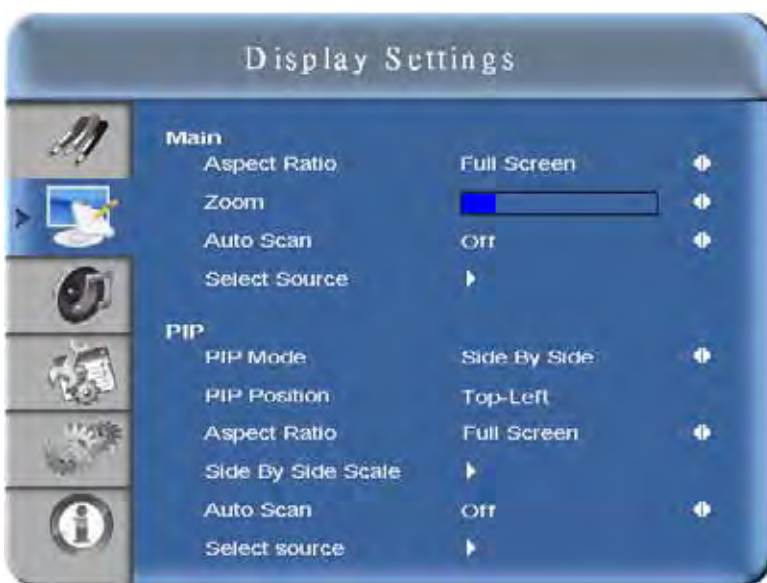 Display Settings
Main
Aspect Ratio Full Screen
Zoom
Auto Scan Off
Select Source
PIP
PIP Mode Side By Side
PIP Position Top-Left
Aspect Ratio Full Screen
Side By Side Scale
Auto Scan Off
Select source